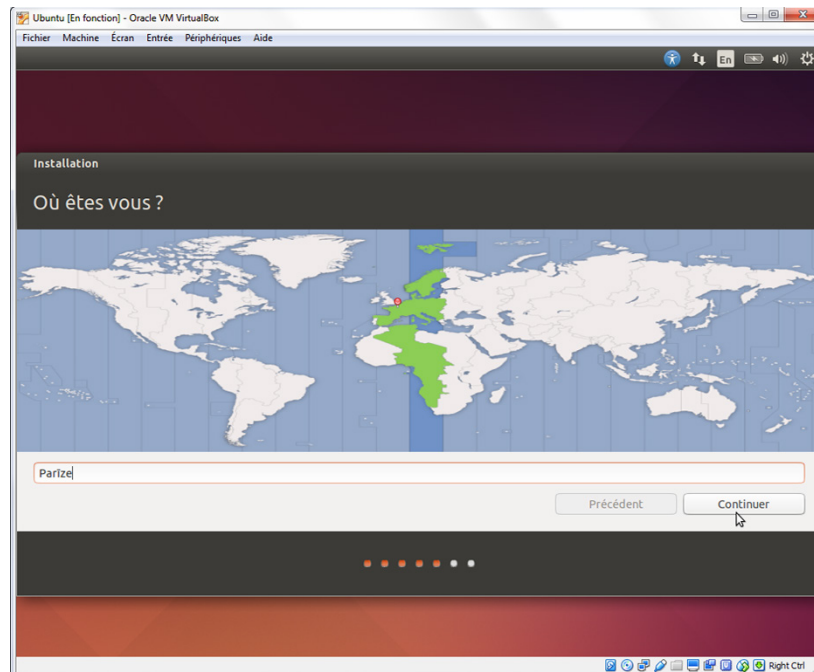 Ubuntu [En fonction] - Oracle VM VirtualBox
Fichier Machine Écran Entrée Périphériques Aide
En
Installation
Où êtes vous ?
Parīze
Précédent Continuer
Right Ctrl